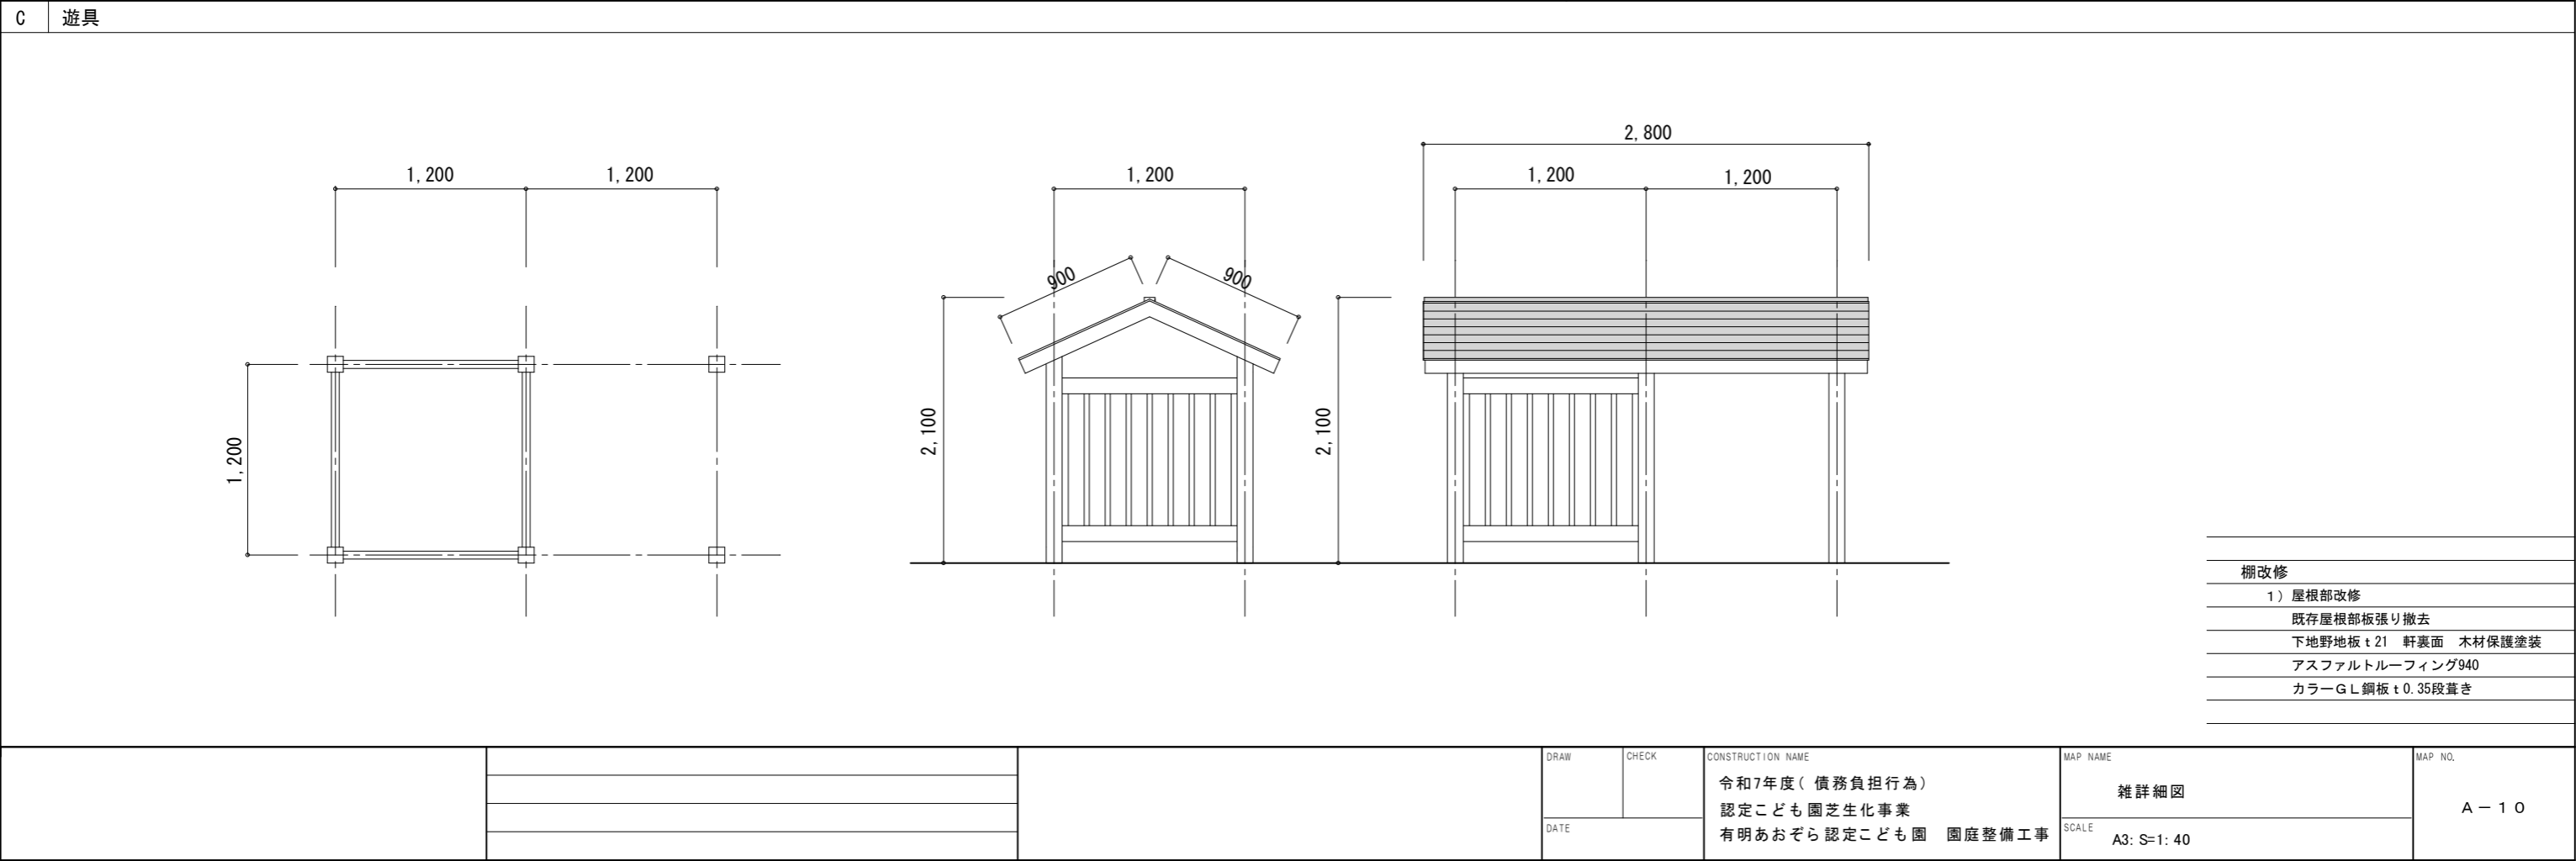 C 遊具
2,800
1,200 1,200 1,200 1,200 1,200
900 900
1,200
2,100
2,100
棚改修
1) 屋根部改修
既存屋根部板張り撤去
下地野地板 t 21 軒裏面 木材保護塗装
アスファルトルーフィング940
カラーGL鋼板 t 0.35段葺き
DRAW CHECK
DATE
CONSTRUCTION NAME
令和7年度( 債務負担行為)
認定こども園芝生化事業
有明あおぞら認定こども園 園庭整備工事
MAP NAME
雑詳細図
SCALE A3: S=1: 40
MAP NO.
A-10